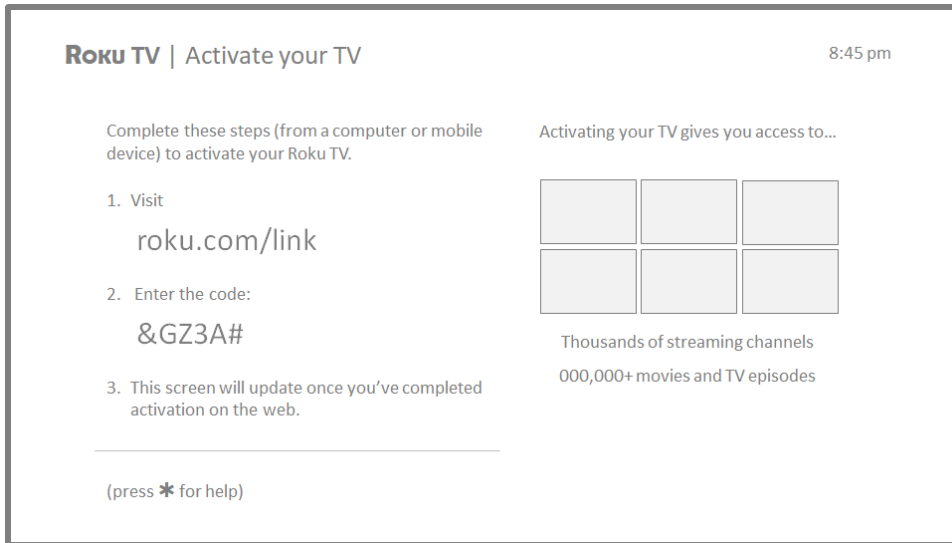 ROKU TV | Activate your TV
8:45 pm
Complete these steps (from a computer or mobile
device) to activate your Roku TV.
1. Visit
roku.com/link
2. Enter the code:
&GZ3A#
3. This screen will update once you’ve completed
activation on the web.
(press ✱ for help)
Activating your TV gives you access to…
Thousands of streaming channels
000,000+ movies and TV episodes